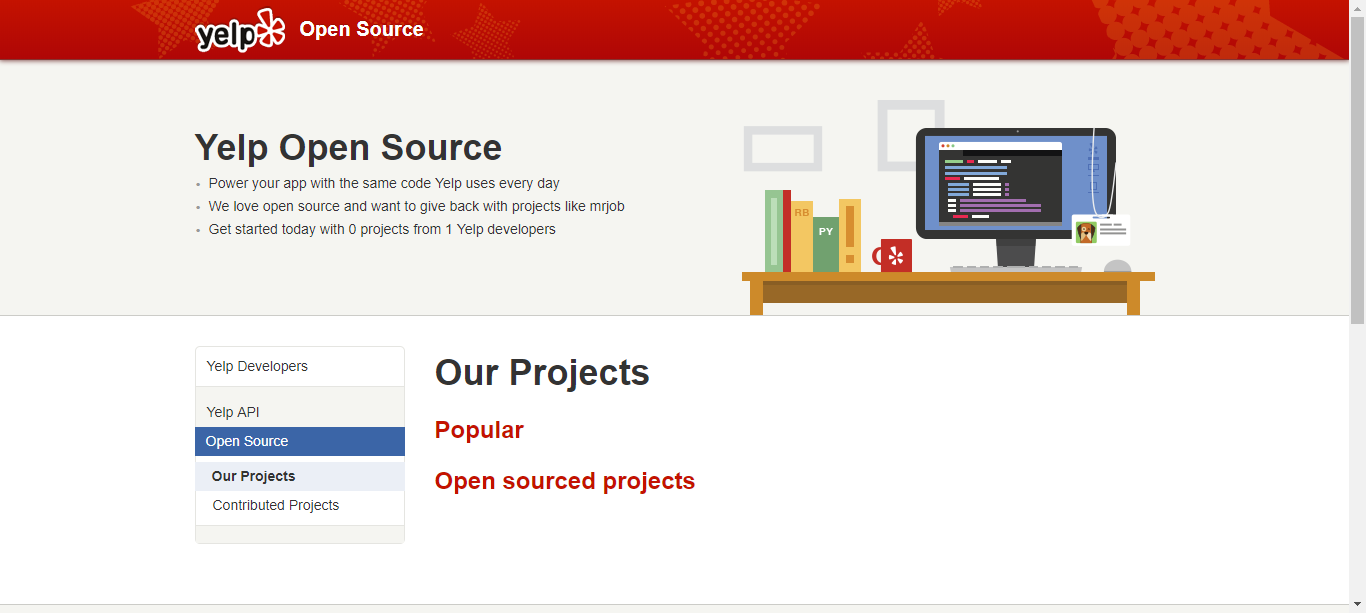 yelp Open Source
Yelp Open Source
Power your app with the same code Yelp uses every day
We love open source and want to give back with projects like mrjob
Get started today with 0 projects from 1 Yelp developers
RB
PY
Yelp Developers
Yelp API
Open Source
Our Projects
Contributed Projects
Our Projects
Popular
Open sourced projects